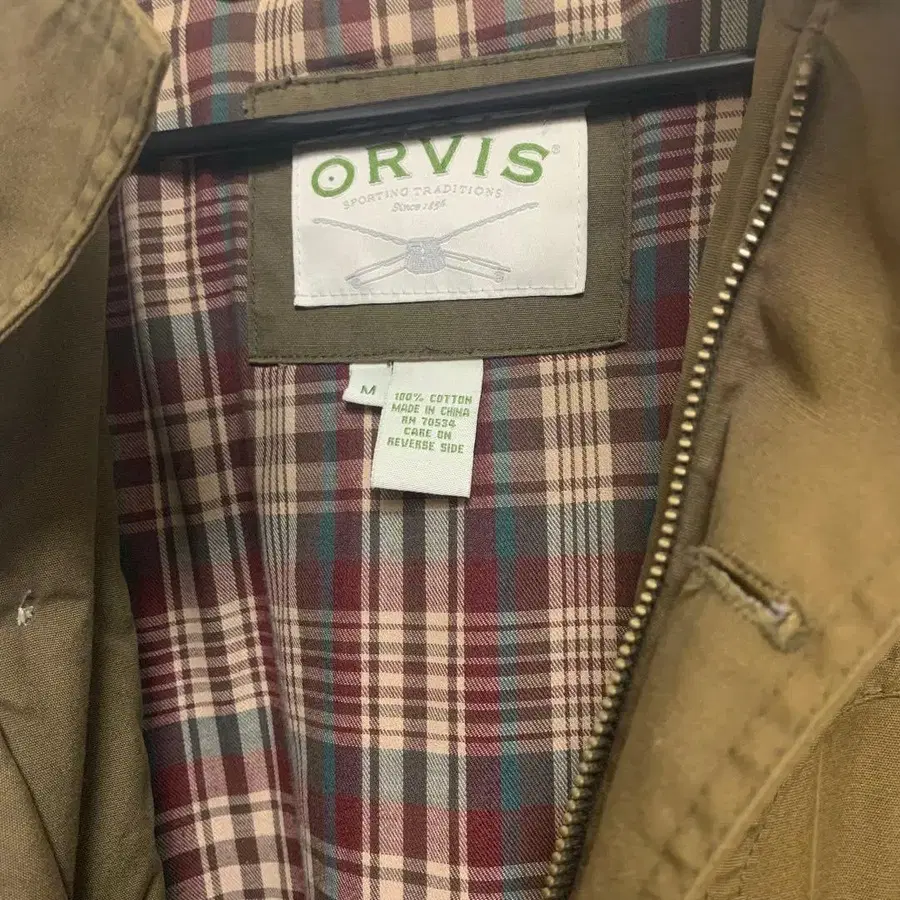 ORVIS®
SPORTING TRADITIONS
Since 1856
M
100% COTTON
MADE IN CHINA
RN 70534
CARE ON
REVERSE SIDE